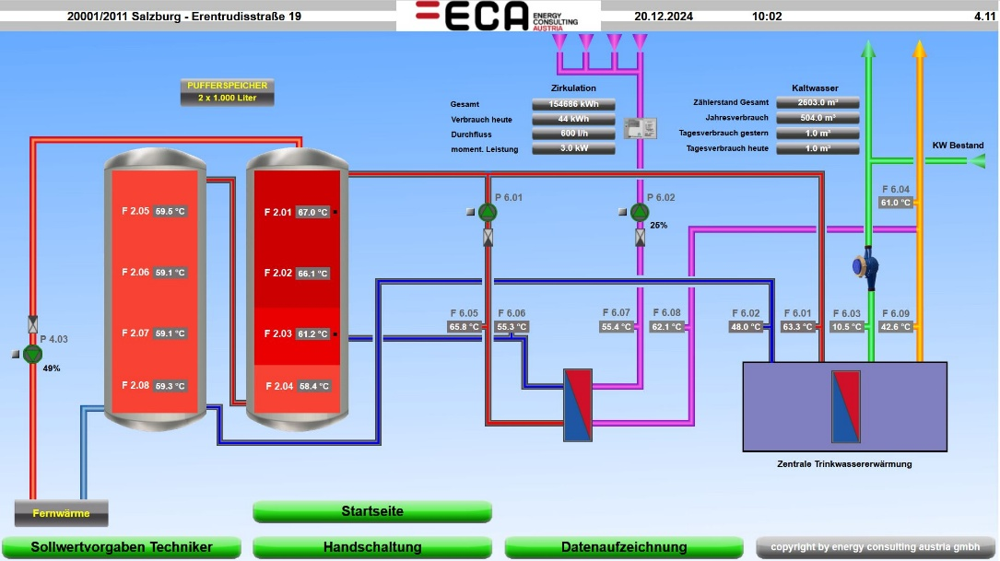 20001/2011 Salzburg - Erentrudisstraße 19
ECA ENERGY CONSULTING AUSTRIA
20.12.2024
10:02
4.11
PUFFERSPEICHER
2 x 1.000 Liter
Zirkulation
Gesamt 154686 kWh
Verbrauch heute 44 kWh
Durchfluss 600 l/h
moment. Leistung 3.0 kW
Kaltwasser
Zählerstand Gesamt 2603.0 m³
Jahresverbrauch 504.0 m³
Tagesverbrauch gestern 1.0 m³
Tagesverbrauch heute 1.0 m³
KW Bestand
F 6.04
61.0 °C
P 6.01
P 6.02
25%
F 2.05 59.5 °C
F 2.01 67.0 °C
F 2.06 59.1 °C
F 2.02 66.1 °C
F 2.07 59.1 °C
F 2.03 61.2 °C
F 2.08 59.3 °C
F 2.04 58.4 °C
P 4.03
49%
F 6.05
65.8 °C
F 6.06
55.3 °C
F 6.07
55.4 °C
F 6.08
62.1 °C
F 6.02
48.0 °C
F 6.01
63.3 °C
F 6.03
10.5 °C
F 6.09
42.6 °C
Zentrale Trinkwassererwärmung
Fernwärme
Startseite
Sollwertvorgaben Techniker
Handschaltung
Datenaufzeichnung
copyright by energy consulting austria gmbh